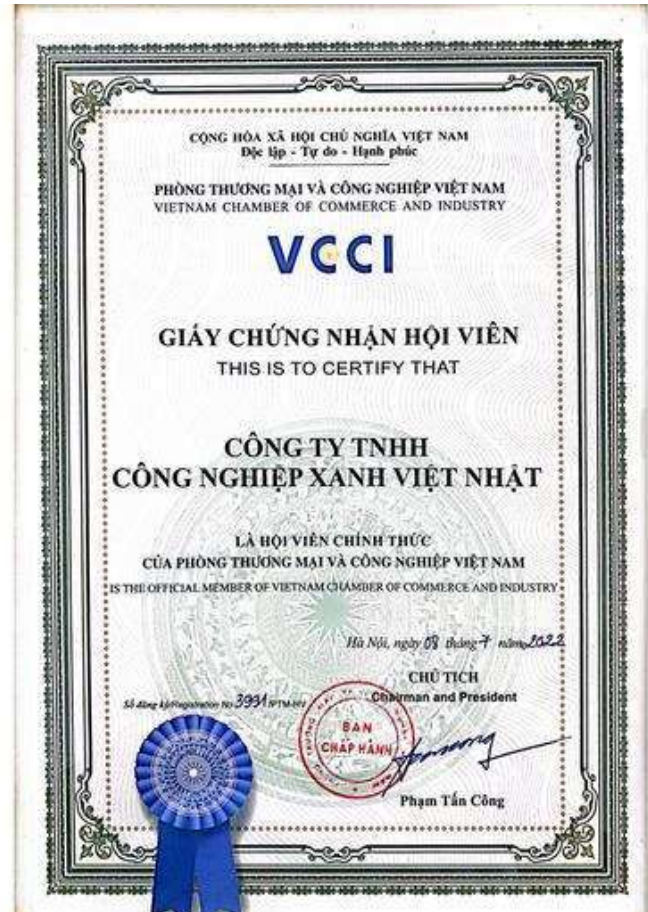 CỘNG HÒA XÃ HỘI CHỦ NGHĨA VIỆT NAM
Độc lập - Tự do - Hạnh phúc
PHÒNG THƯƠNG MẠI VÀ CÔNG NGHIỆP VIỆT NAM
VIETNAM CHAMBER OF COMMERCE AND INDUSTRY
VCCI
GIẤY CHỨNG NHẬN HỘI VIÊN
THIS IS TO CERTIFY THAT
CÔNG TY TNHH
CÔNG NGHIỆP XANH VIỆT NHẬT
LÀ HỘI VIÊN CHÍNH THỨC
CỦA PHÒNG THƯƠNG MẠI VÀ CÔNG NGHIỆP VIỆT NAM
IS THE OFFICIAL MEMBER OF VIETNAM CHAMBER OF COMMERCE AND INDUSTRY
Hà Nội, ngày 08 tháng 7 năm 2022
CHỦ TỊCH
Chairman and President
Số đăng ký/Registration No 3991/PTM-HV
BAN
CHẤP HÀNH
Phạm Tấn Công